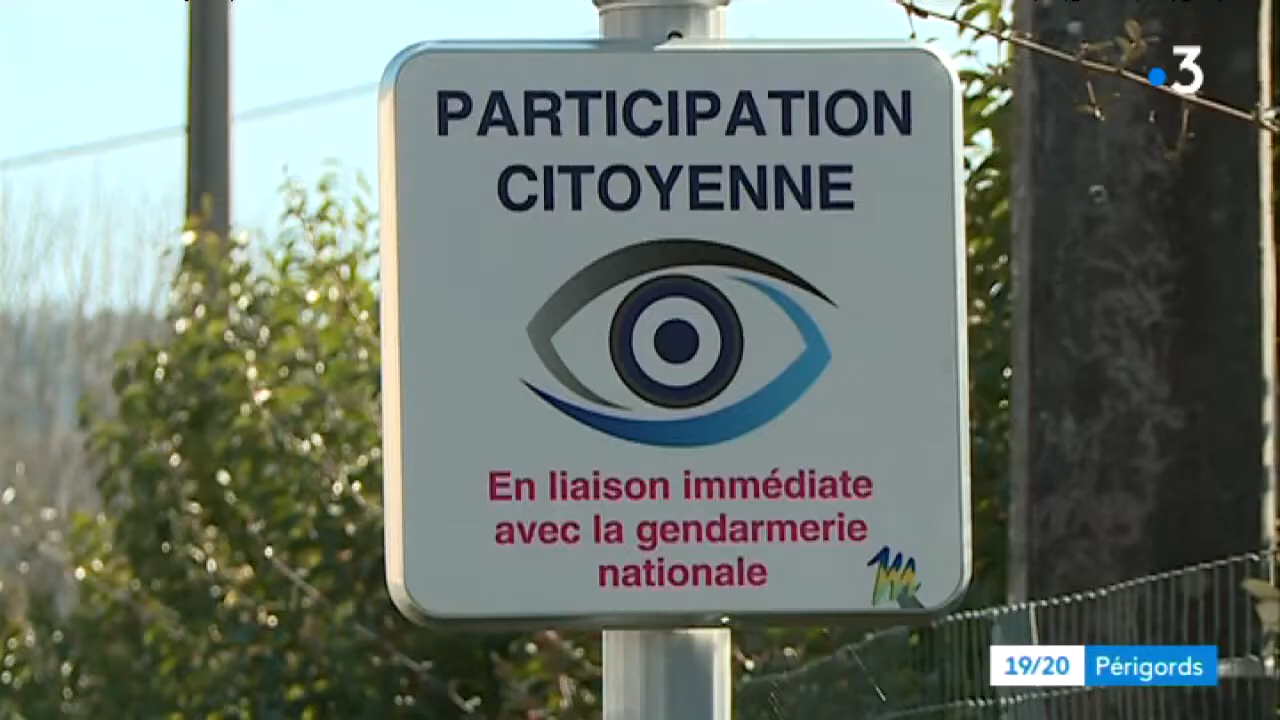 3
PARTICIPATION
CITOYENNE
En liaison immédiate
avec la gendarmerie
nationale
19/20 Périgords